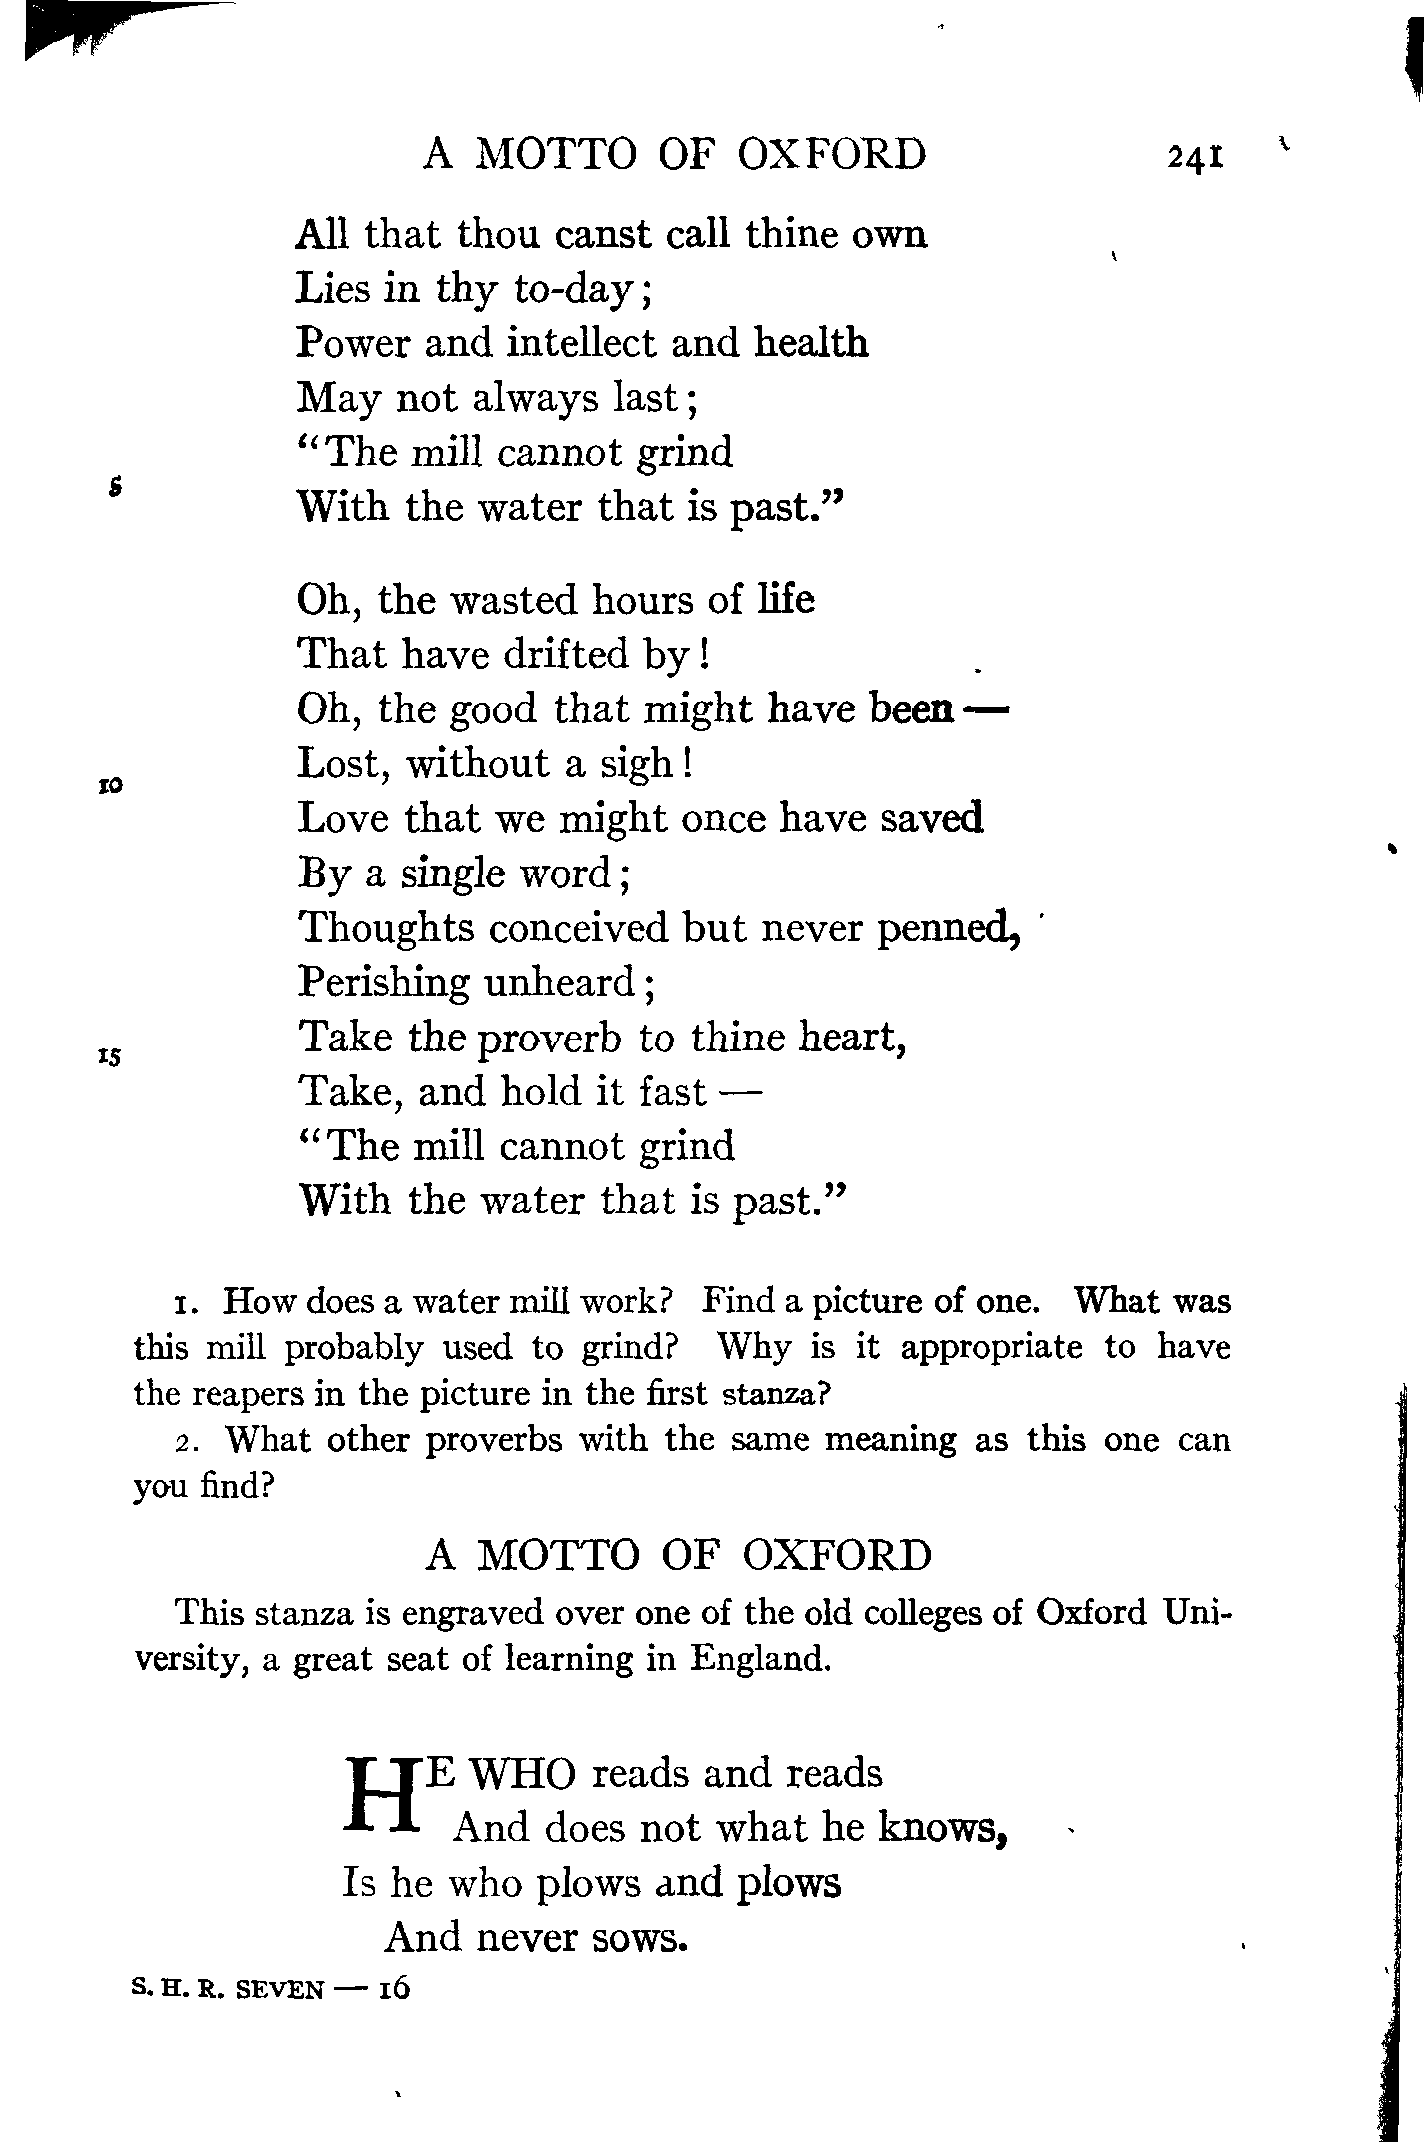 A MOTTO OF OXFORD 241
All that thou canst call thine own
Lies in thy to-day;
Power and intellect and health
May not always last;
"The mill cannot grind
5
With the water that is past."
Oh, the wasted hours of life
That have drifted by!
Oh, the good that might have been—
Lost, without a sigh!
10
Love that we might once have saved
By a single word;
Thoughts conceived but never penned,
Perishing unheard;
Take the proverb to thine heart,
15
Take, and hold it fast —
"The mill cannot grind
With the water that is past."
1. How does a water mill work? Find a picture of one. What was
this mill probably used to grind? Why is it appropriate to have
the reapers in the picture in the first stanza?
2. What other proverbs with the same meaning as this one can
you find?
A MOTTO OF OXFORD
This stanza is engraved over one of the old colleges of Oxford Uni-
versity, a great seat of learning in England.
HE WHO reads and reads
And does not what he knows,
Is he who plows and plows
And never sows.
S. H. R. SEVEN — 16